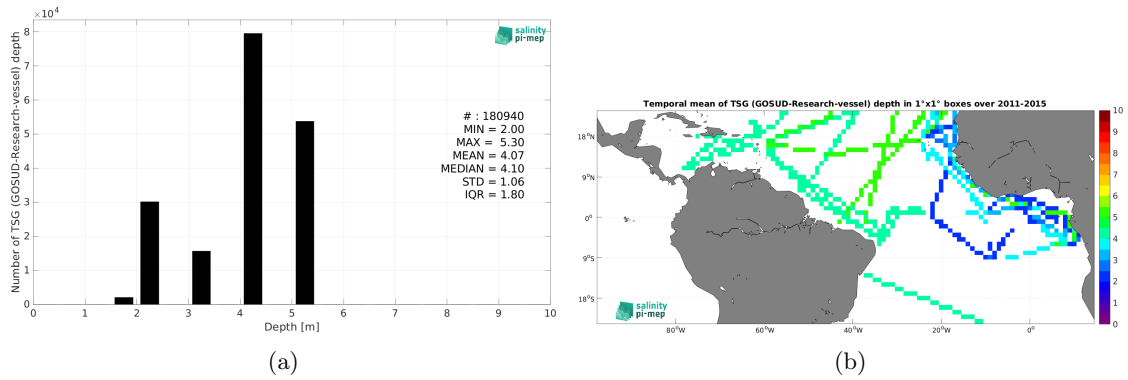 ×10⁴
salinity
pi-mep
Number of TSG (GOSUD-Research-vessel) depth
8
7
6
5
4
3
2
1
0
# : 180940
MIN = 2.00
MAX = 5.30
MEAN = 4.07
MEDIAN = 4.10
STD = 1.06
IQR = 1.80
0 1 2 3 4 5 6 7 8 9 10
Depth [m]
(a)
Temporal mean of TSG (GOSUD-Research-vessel) depth in 1°x1° boxes over 2011-2015
18°N
9°N
0°
9°S
18°S
80°W 60°W 40°W 20°W 0°
salinity
pi-mep
10
9
8
7
6
5
4
3
2
1
0
(b)